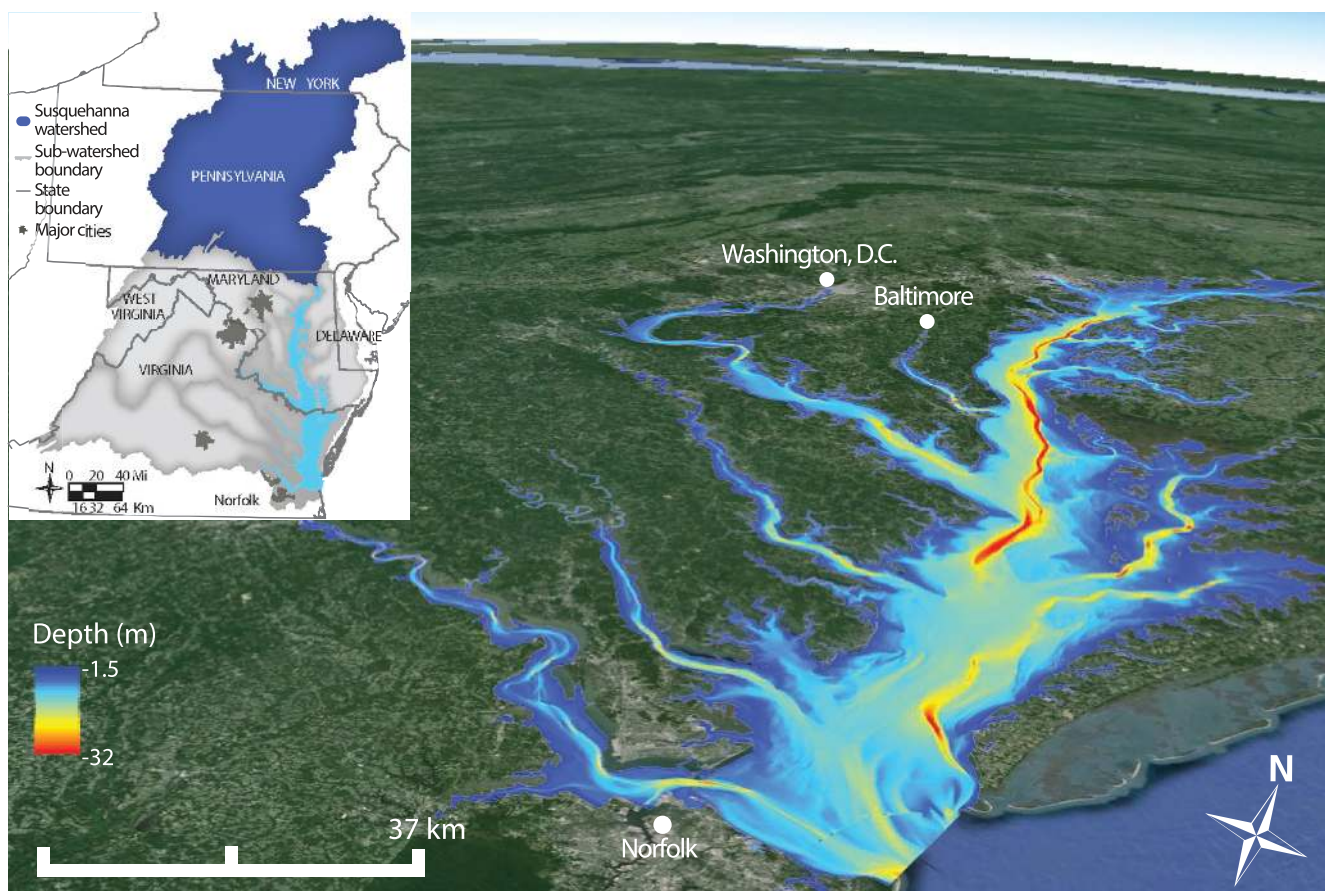 NEW YORK
Susquehanna
watershed
Sub-watershed
boundary
State
boundary
Major cities
PENNSYLVANIA
MARYLAND
WEST
VIRGINIA
DELAWARE
VIRGINIA
N
0 20 40 Mi
16 32 64 Km
Norfolk
Washington, D.C.
Baltimore
Depth (m)
-1.5
-32
37 km
Norfolk
N